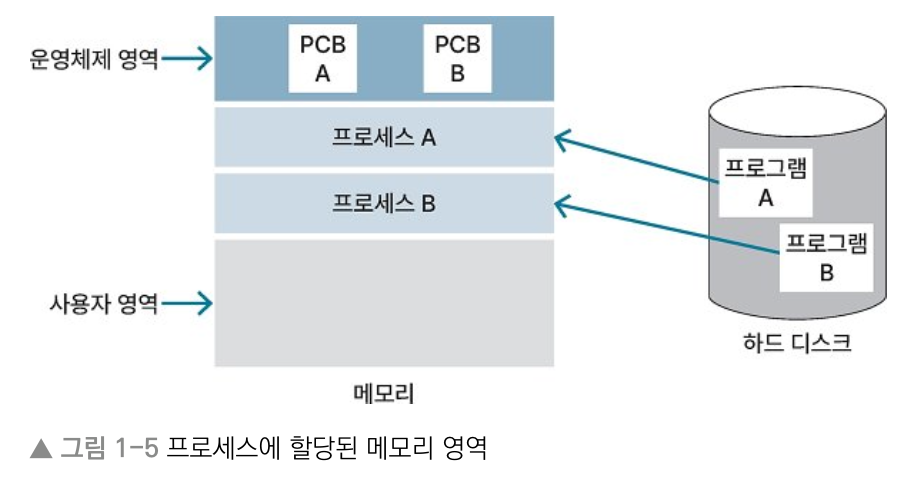 운영체제 영역
PCB
A
PCB
B
프로세스 A
프로세스 B
사용자 영역
메모리
프로그램
A
프로그램
B
하드 디스크
▲ 그림 1-5 프로세스에 할당된 메모리 영역